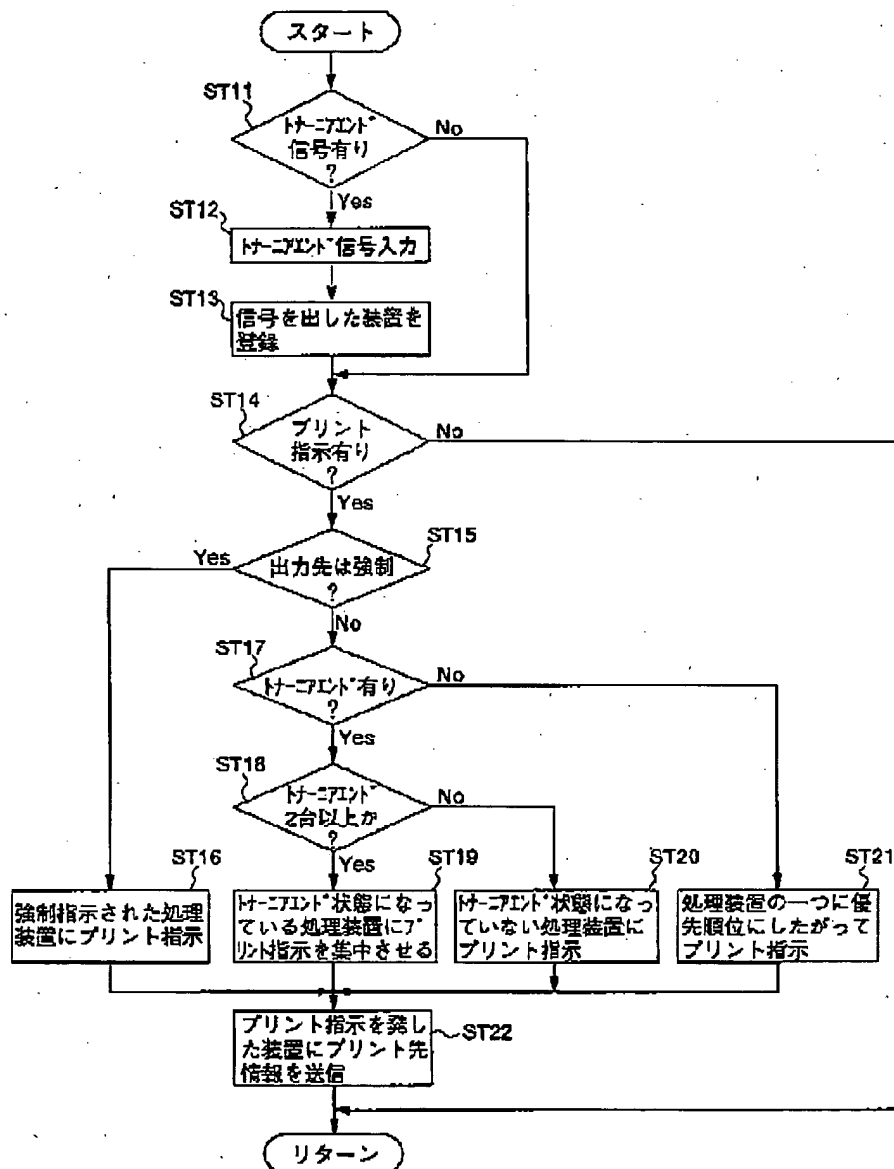 スタート
ST11
トナーニアエンド
信号有り
?
No
Yes
ST12
トナーニアエンド信号入力
ST13
信号を出した装置を
登録
ST14
プリント
指示有り
?
No
Yes
ST15
出力先は強制
?
Yes
No
ST17
トナーニアエンド有り
?
No
Yes
ST18
トナーニアエンド
2台以上か
?
No
Yes
ST16
強制指示された処理
装置にプリント指示
ST19
トナーニアエンド状態になっ
ている処理装置にプ
リント指示を集中させる
ST20
トナーニアエンド状態になっ
ていない処理装置に
プリント指示
ST21
処理装置の一つに優
先順位にしたがって
プリント指示
ST22
プリント指示を発し
た装置にプリント先
情報を送信
リターン